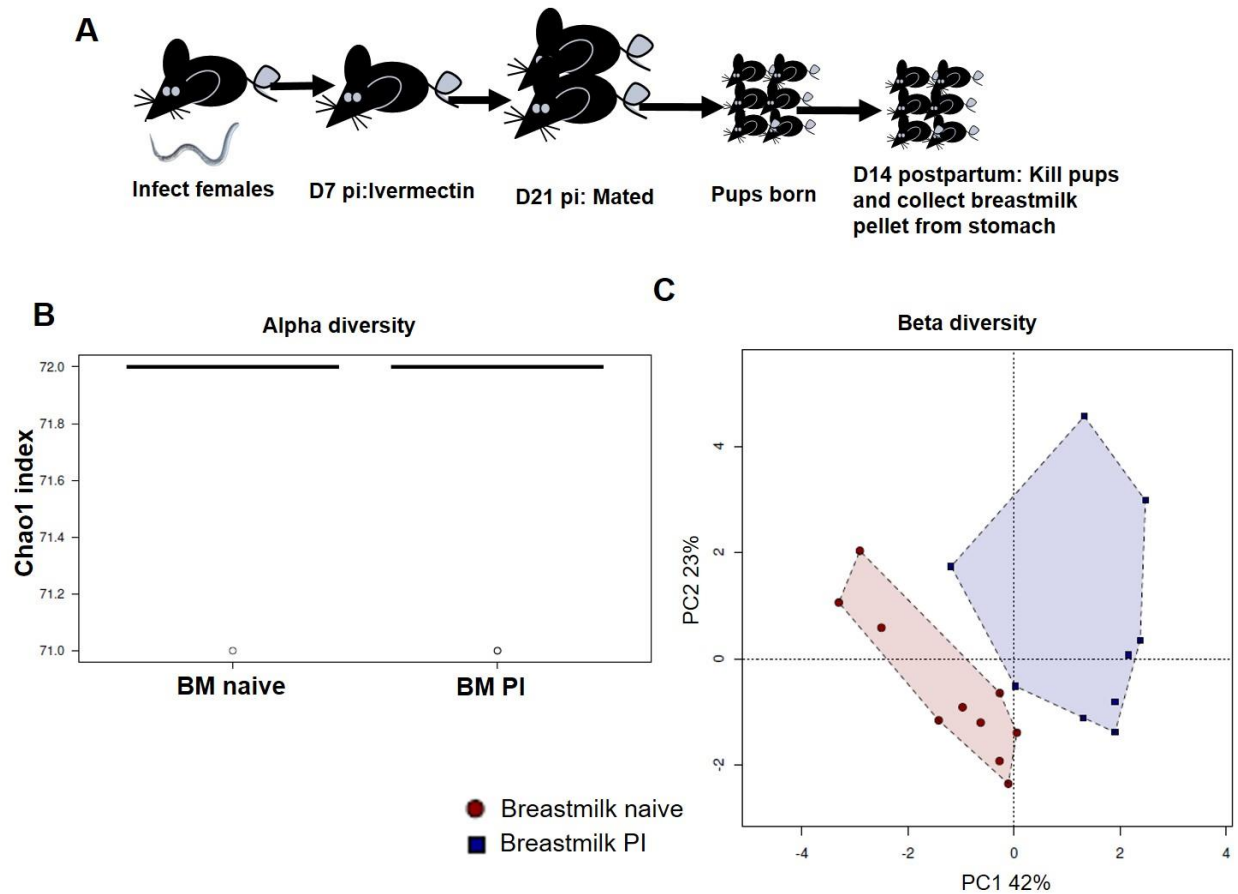 A
Infect females
D7 pi:Ivermectin
D21 pi: Mated
Pups born
D14 postpartum: Kill pups
and collect breastmilk
pellet from stomach
B
Alpha diversity
Chao1 index
72.0
71.8
71.6
71.4
71.2
71.0
BM naive
BM PI
C
Beta diversity
PC2 23%
4
2
0
-2
-4
-2
0
2
4
PC1 42%
Breastmilk naive
Breastmilk PI